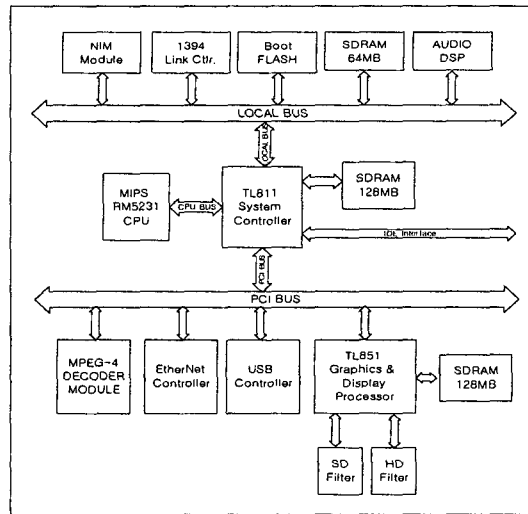 NIM
Module
1394
Link Ctlr.
Boot
FLASH
SDRAM
64MB
AUDIO
DSP
LOCAL BUS
LOCAL BUS
MIPS
RM5231
CPU
CPU BUS
TL811
System
Controller
SDRAM
128MB
IDE Interface
PCI BUS
PCI BUS
MPEG-4
DECODER
MODULE
EtherNet
Controller
USB
Controller
TL851
Graphics &
Display
Processor
SDRAM
128MB
SD
Filter
HD
Filter